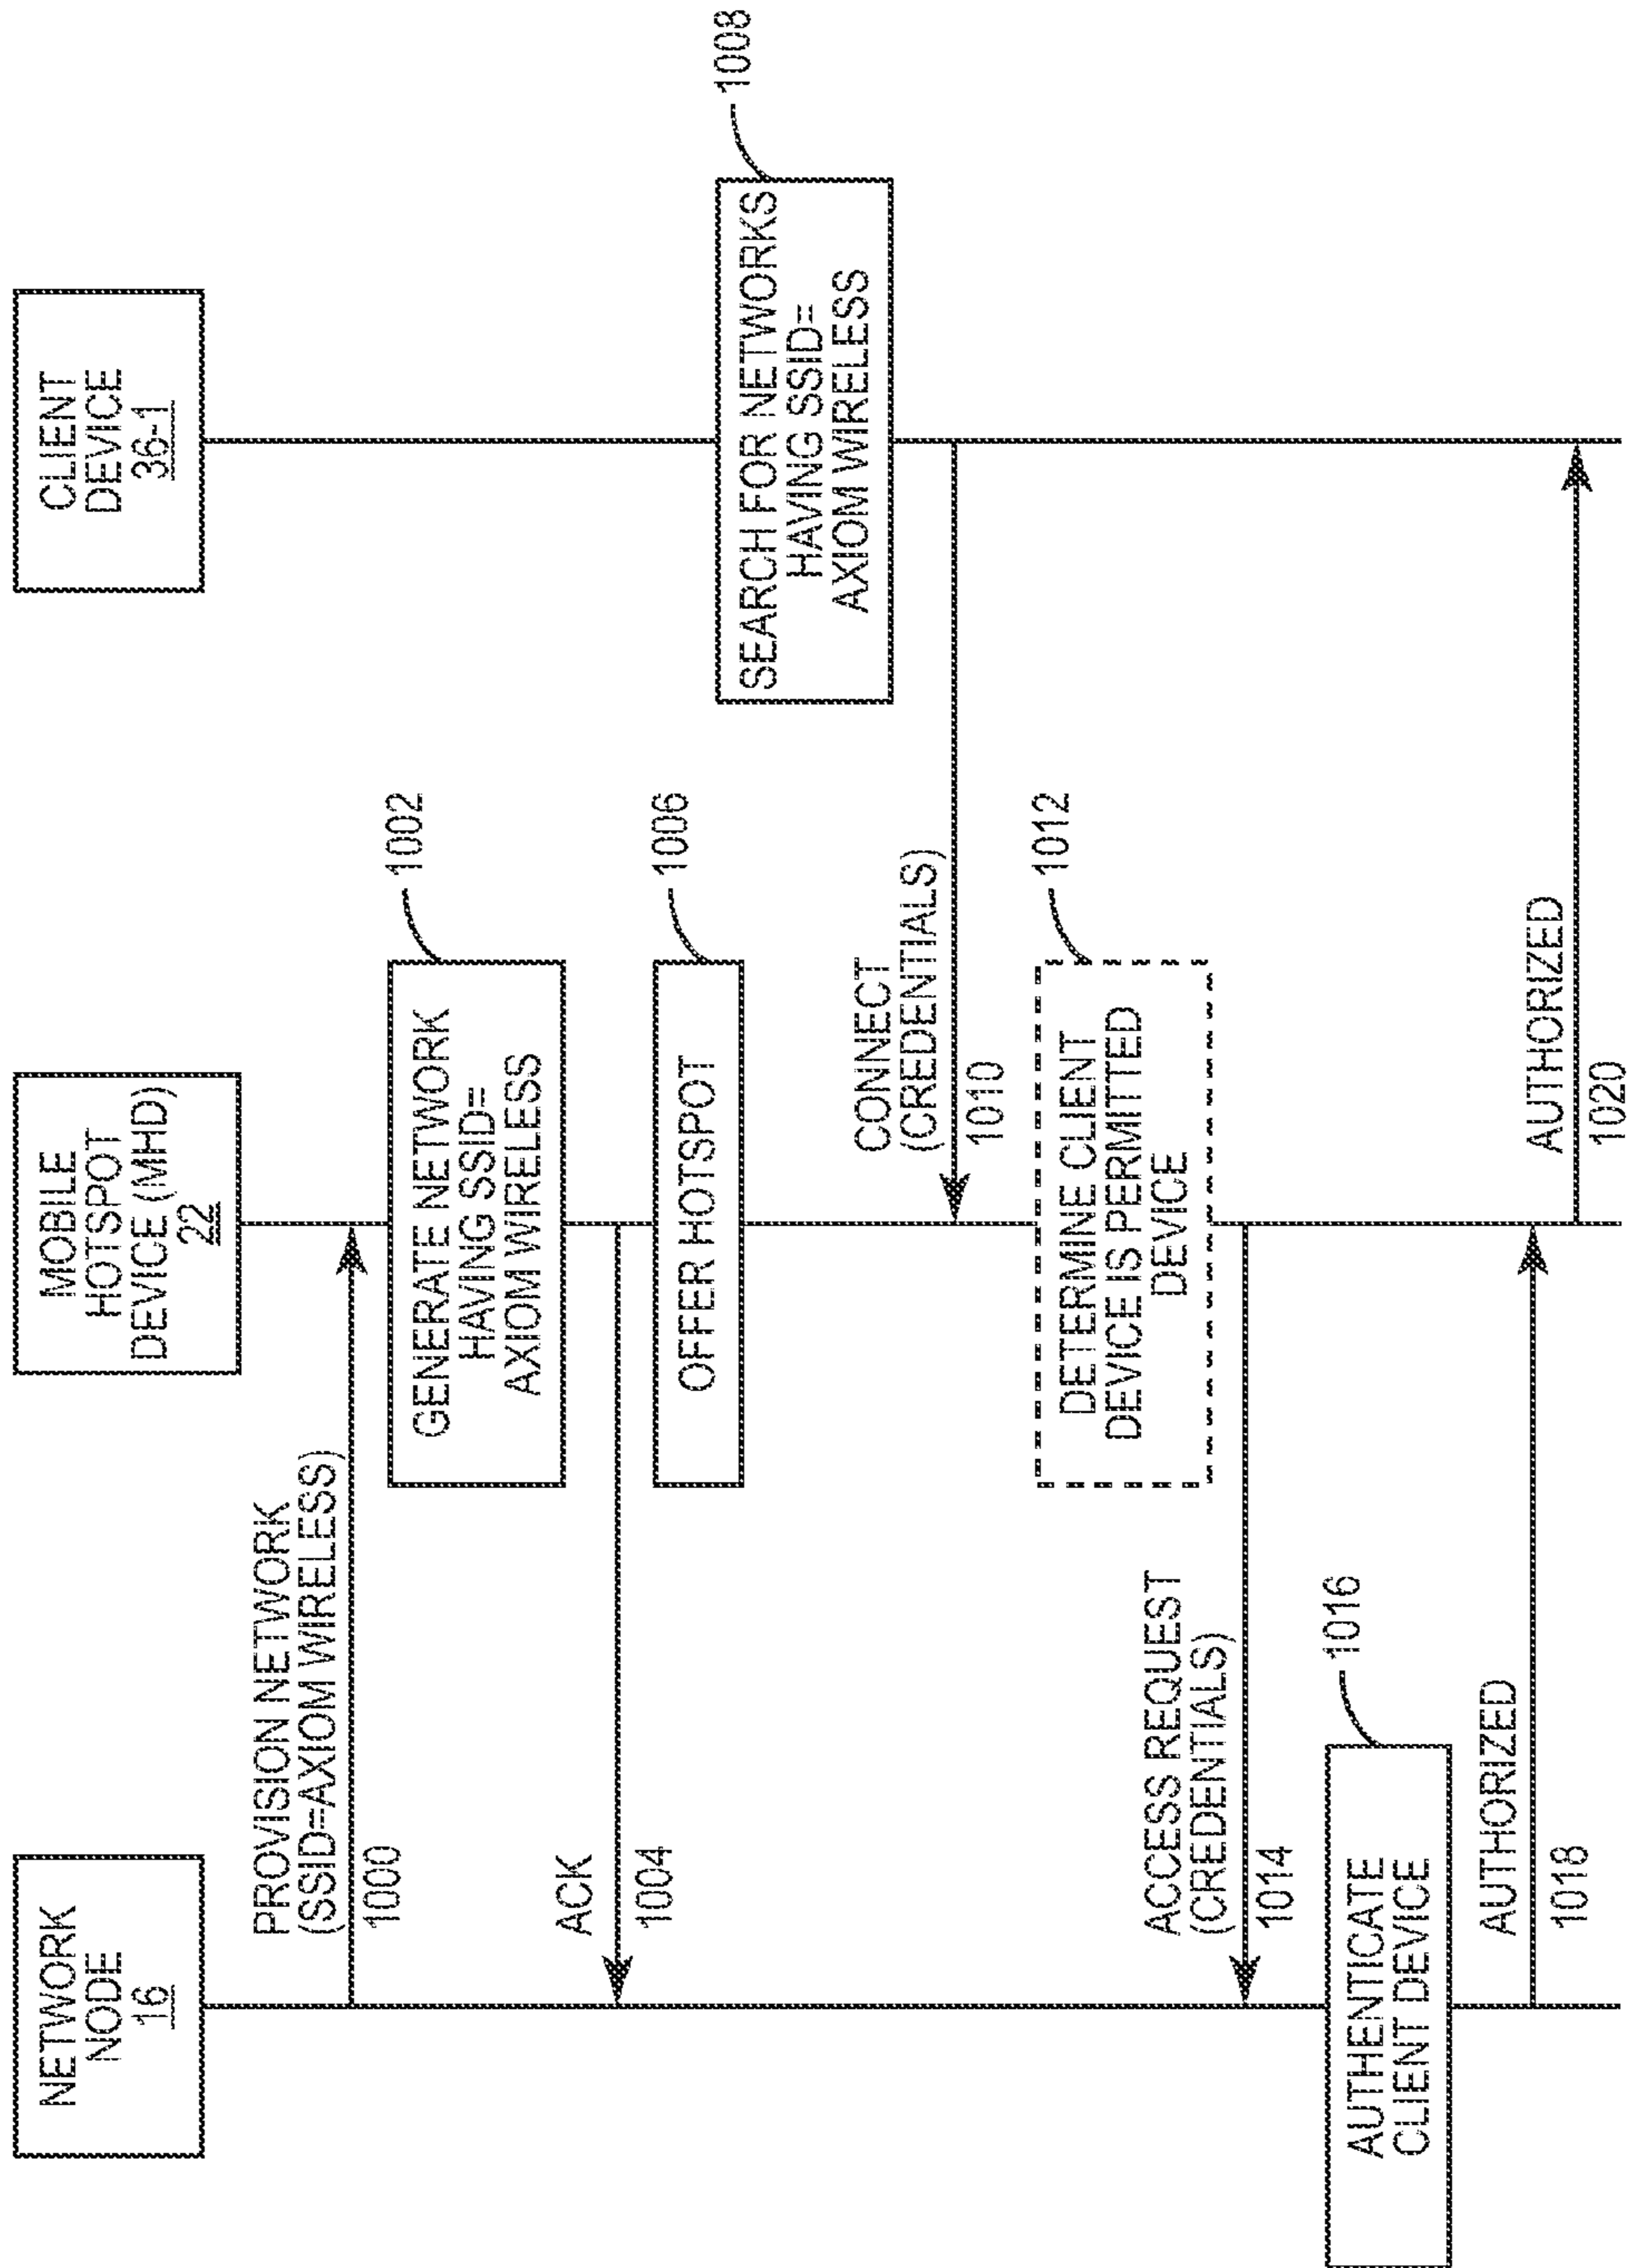 NETWORK
NODE
16
MOBILE
HOTSPOT
DEVICE (MHD)
22
CLIENT
DEVICE
36-1
PROVISION NETWORK
(SSID=AXIOM WIRELESS)
1000
GENERATE NETWORK
HAVING SSID=
AXIOM WIRELESS
1002
ACK
1004
OFFER HOTSPOT
1006
SEARCH FOR NETWORKS
HAVING SSID=
AXIOM WIRELESS
1008
CONNECT
(CREDENTIALS)
1010
DETERMINE CLIENT
DEVICE IS PERMITTED
DEVICE
1012
ACCESS REQUEST
(CREDENTIALS)
1014
AUTHENTICATE
CLIENT DEVICE
1016
AUTHORIZED
1018
AUTHORIZED
1020